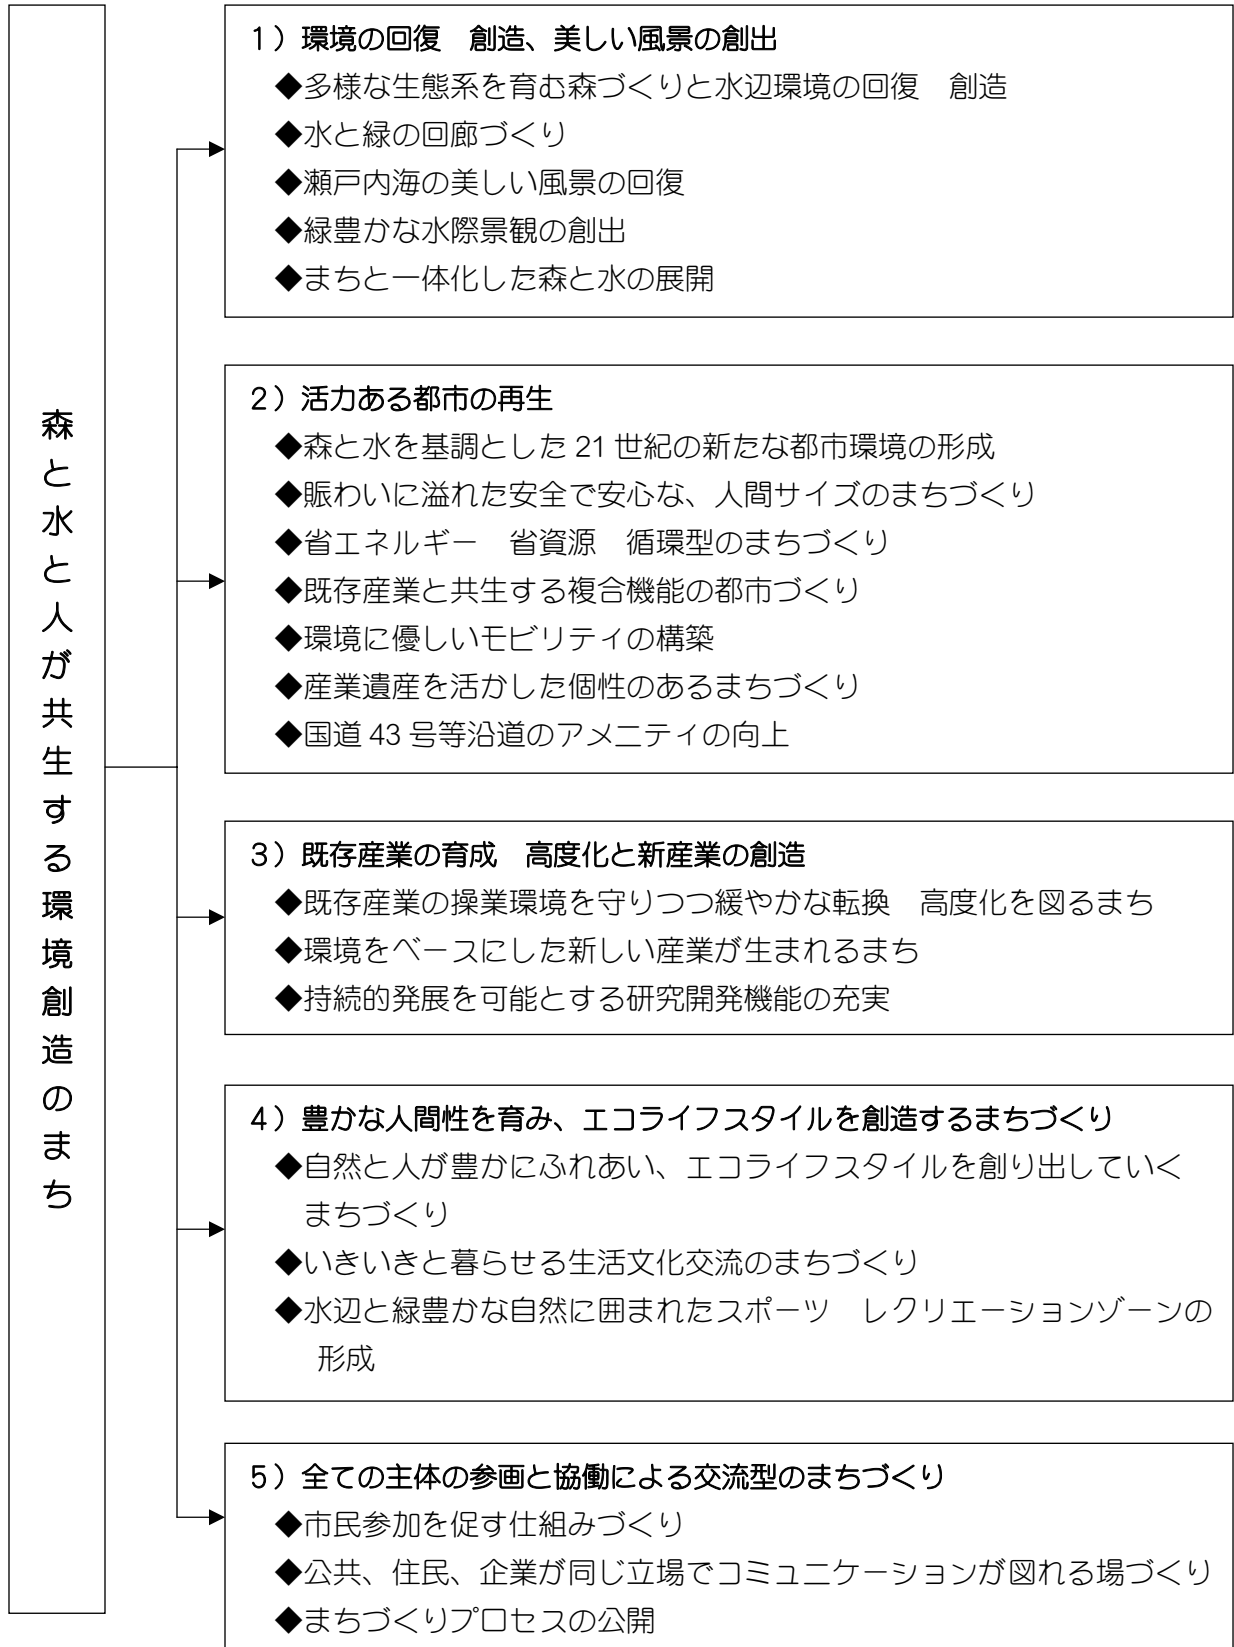 森と水と人が共生する環境創造のまち
1）環境の回復　創造、美しい風景の創出
◆多様な生態系を育む森づくりと水辺環境の回復　創造
◆水と緑の回廊づくり
◆瀬戸内海の美しい風景の回復
◆緑豊かな水際景観の創出
◆まちと一体化した森と水の展開
2）活力ある都市の再生
◆森と水を基調とした 21 世紀の新たな都市環境の形成
◆賑わいに溢れた安全で安心な、人間サイズのまちづくり
◆省エネルギー　省資源　循環型のまちづくり
◆既存産業と共生する複合機能の都市づくり
◆環境に優しいモビリティの構築
◆産業遺産を活かした個性のあるまちづくり
◆国道 43 号等沿道のアメニティの向上
3）既存産業の育成　高度化と新産業の創造
◆既存産業の操業環境を守りつつ緩やかな転換　高度化を図るまち
◆環境をベースにした新しい産業が生まれるまち
◆持続的発展を可能とする研究開発機能の充実
4）豊かな人間性を育み、エコライフスタイルを創造するまちづくり
◆自然と人が豊かにふれあい、エコライフスタイルを創り出していく
まちづくり
◆いきいきと暮らせる生活文化交流のまちづくり
◆水辺と緑豊かな自然に囲まれたスポーツ　レクリエーションゾーンの
形成
5）全ての主体の参画と協働による交流型のまちづくり
◆市民参加を促す仕組みづくり
◆公共、住民、企業が同じ立場でコミュニケーションが図れる場づくり
◆まちづくりプロセスの公開